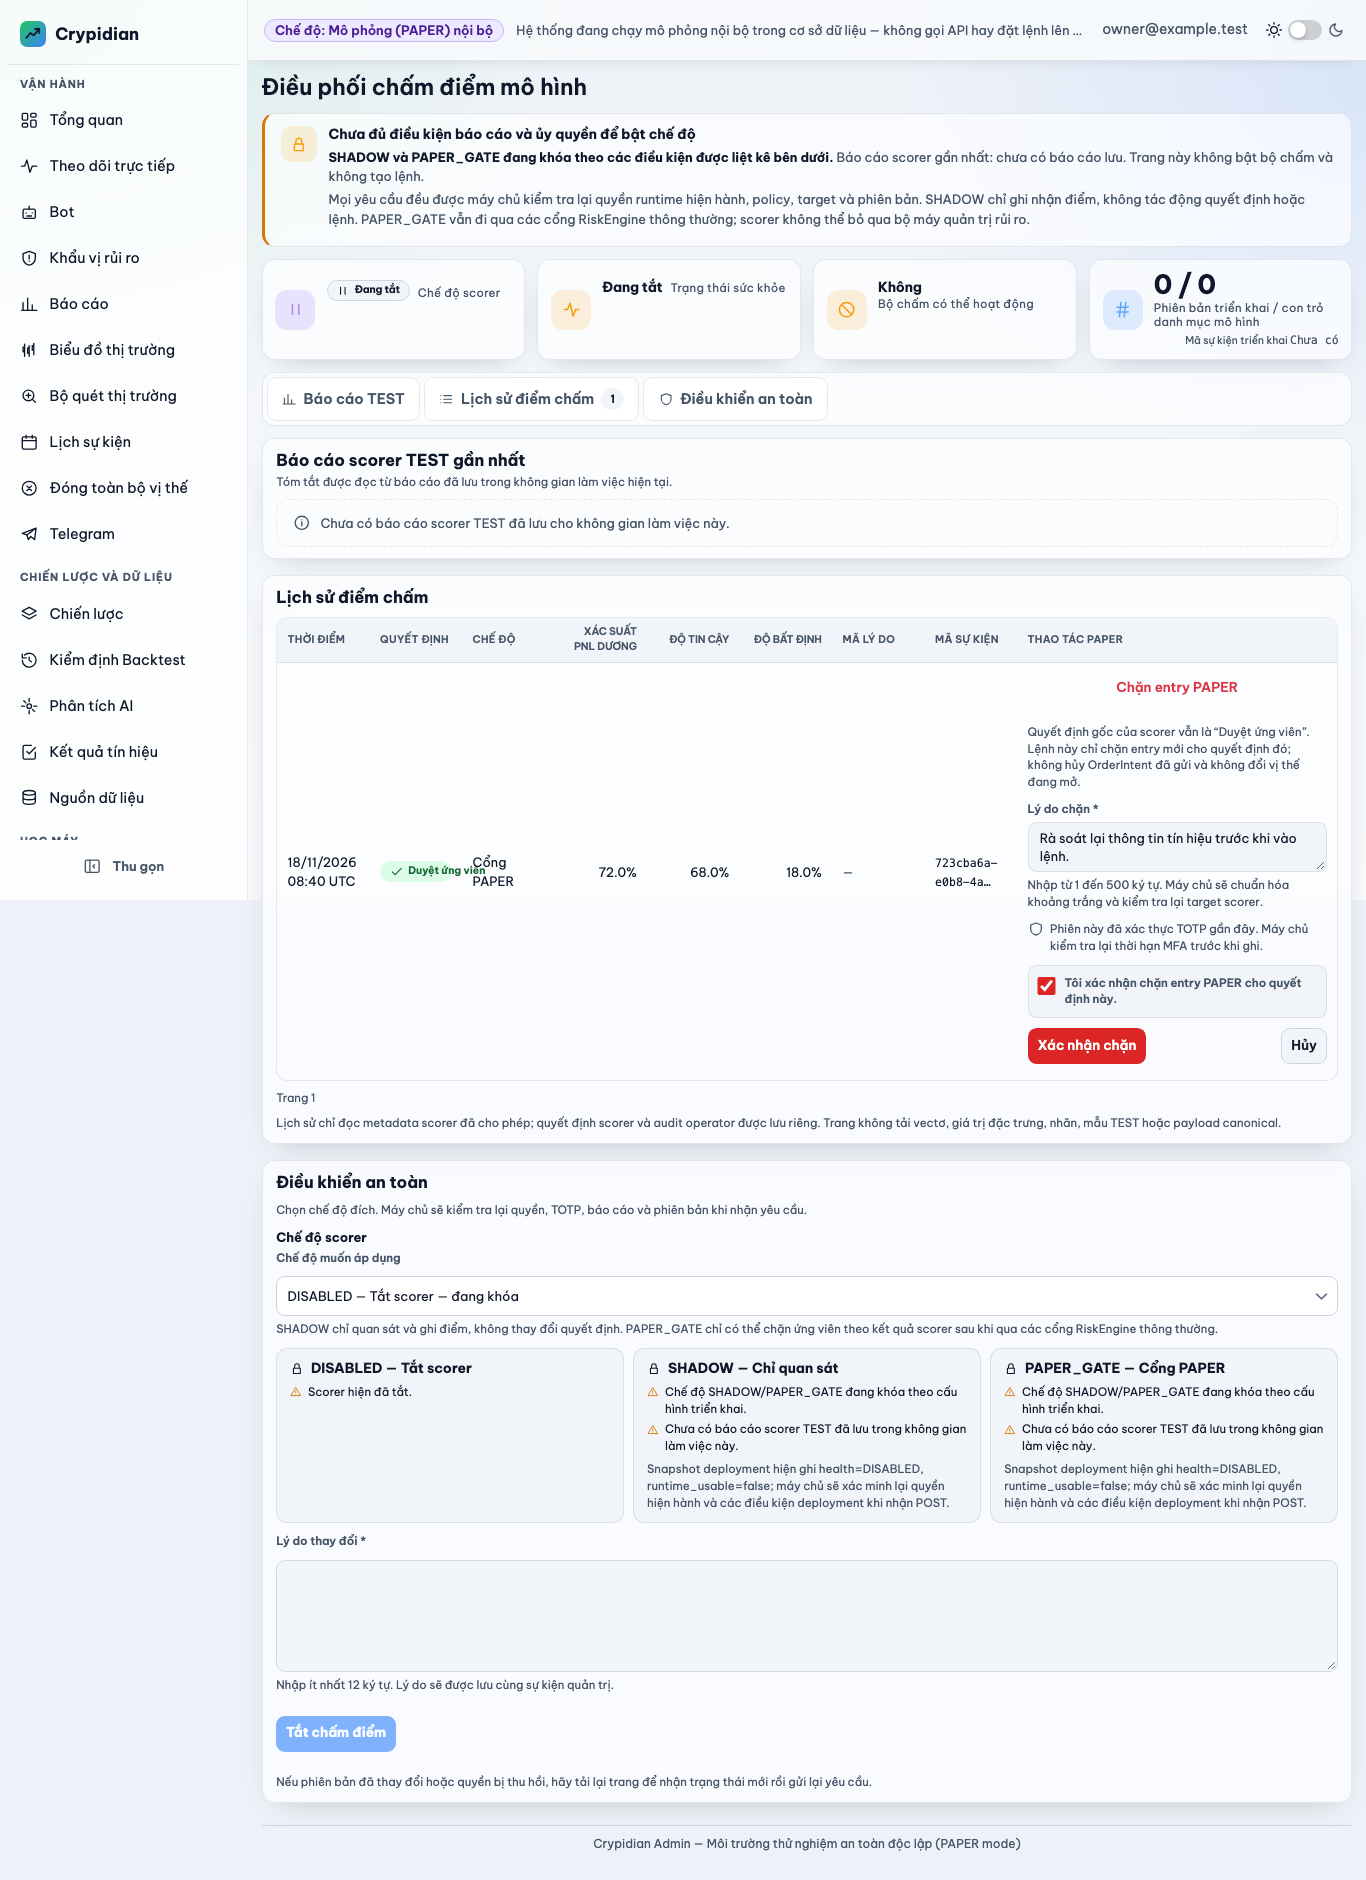 Crypidian
VẬN HÀNH
Tổng quan
Theo dõi trực tiếp
Bot
Khẩu vị rủi ro
Báo cáo
Biểu đồ thị trường
Bộ quét thị trường
Lịch sự kiện
Đóng toàn bộ vị thế
Telegram
CHIẾN LƯỢC VÀ DỮ LIỆU
Chiến lược
Kiểm định Backtest
Phân tích AI
Kết quả tín hiệu
Nguồn dữ liệu
HỌC MÁY
Thu gọn
Chế độ: Mô phỏng (PAPER) nội bộ
Hệ thống đang chạy mô phỏng nội bộ trong cơ sở dữ liệu — không gọi API hay đặt lệnh lên ...
owner@example.test
Điều phối chấm điểm mô hình
Chưa đủ điều kiện báo cáo và ủy quyền để bật chế độ
SHADOW và PAPER_GATE đang khóa theo các điều kiện được liệt kê bên dưới. Báo cáo scorer gần nhất: chưa có báo cáo lưu. Trang này không bật bộ chấm và
không tạo lệnh.
Mọi yêu cầu đều được máy chủ kiểm tra lại quyền runtime hiện hành, policy, target và phiên bản. SHADOW chỉ ghi nhận điểm, không tác động quyết định hoặc
lệnh. PAPER_GATE vẫn đi qua các cổng RiskEngine thông thường; scorer không thể bỏ qua bộ máy quản trị rủi ro.
Đang tắt
Chế độ scorer
Đang tắt
Trạng thái sức khỏe
Không
Bộ chấm có thể hoạt động
0 / 0
Phiên bản triển khai / con trỏ
danh mục mô hình
Mã sự kiện triển khai Chưa có
Báo cáo TEST
Lịch sử điểm chấm 1
Điều khiển an toàn
Báo cáo scorer TEST gần nhất
Tóm tắt được đọc từ báo cáo đã lưu trong không gian làm việc hiện tại.
Chưa có báo cáo scorer TEST đã lưu cho không gian làm việc này.
Lịch sử điểm chấm
THỜI ĐIỂM
QUYẾT ĐỊNH
CHẾ ĐỘ
XÁC SUẤT
PNL DƯƠNG
ĐỘ TIN CẬY
ĐỘ BẤT ĐỊNH
MÃ LÝ DO
MÃ SỰ KIỆN
THAO TÁC PAPER
18/11/2026
08:40 UTC
Duyệt ứng viên
Cổng
PAPER
72.0%
68.0%
18.0%
—
723cba6a–
e0b8–4a…
Chặn entry PAPER
Quyết định gốc của scorer vẫn là “Duyệt ứng viên”.
Lệnh này chỉ chặn entry mới cho quyết định đó;
không hủy OrderIntent đã gửi và không đổi vị thế
đang mở.
Lý do chặn *
Rà soát lại thông tin tín hiệu trước khi vào
lệnh.
Nhập từ 1 đến 500 ký tự. Máy chủ sẽ chuẩn hóa
khoảng trắng và kiểm tra lại target scorer.
Phiên này đã xác thực TOTP gần đây. Máy chủ
kiểm tra lại thời hạn MFA trước khi ghi.
Tôi xác nhận chặn entry PAPER cho quyết
định này.
Xác nhận chặn
Hủy
Trang 1
Lịch sử chỉ đọc metadata scorer đã cho phép; quyết định scorer và audit operator được lưu riêng. Trang không tải vectơ, giá trị đặc trưng, nhãn, mẫu TEST hoặc payload canonical.
Điều khiển an toàn
Chọn chế độ đích. Máy chủ sẽ kiểm tra lại quyền, TOTP, báo cáo và phiên bản khi nhận yêu cầu.
Chế độ scorer
Chế độ muốn áp dụng
DISABLED — Tắt scorer — đang khóa
SHADOW chỉ quan sát và ghi điểm, không thay đổi quyết định. PAPER_GATE chỉ có thể chặn ứng viên theo kết quả scorer sau khi qua các cổng RiskEngine thông thường.
DISABLED — Tắt scorer
Scorer hiện đã tắt.
SHADOW — Chỉ quan sát
Chế độ SHADOW/PAPER_GATE đang khóa theo cấu
hình triển khai.
Chưa có báo cáo scorer TEST đã lưu trong không gian
làm việc này.
Snapshot deployment hiện ghi health=DISABLED,
runtime_usable=false; máy chủ sẽ xác minh lại quyền
hiện hành và các điều kiện deployment khi nhận POST.
PAPER_GATE — Cổng PAPER
Chế độ SHADOW/PAPER_GATE đang khóa theo cấu
hình triển khai.
Chưa có báo cáo scorer TEST đã lưu trong không gian
làm việc này.
Snapshot deployment hiện ghi health=DISABLED,
runtime_usable=false; máy chủ sẽ xác minh lại quyền
hiện hành và các điều kiện deployment khi nhận POST.
Lý do thay đổi *
Nhập ít nhất 12 ký tự. Lý do sẽ được lưu cùng sự kiện quản trị.
Tắt chấm điểm
Nếu phiên bản đã thay đổi hoặc quyền bị thu hồi, hãy tải lại trang để nhận trạng thái mới rồi gửi lại yêu cầu.
Crypidian Admin — Môi trường thử nghiệm an toàn độc lập (PAPER mode)